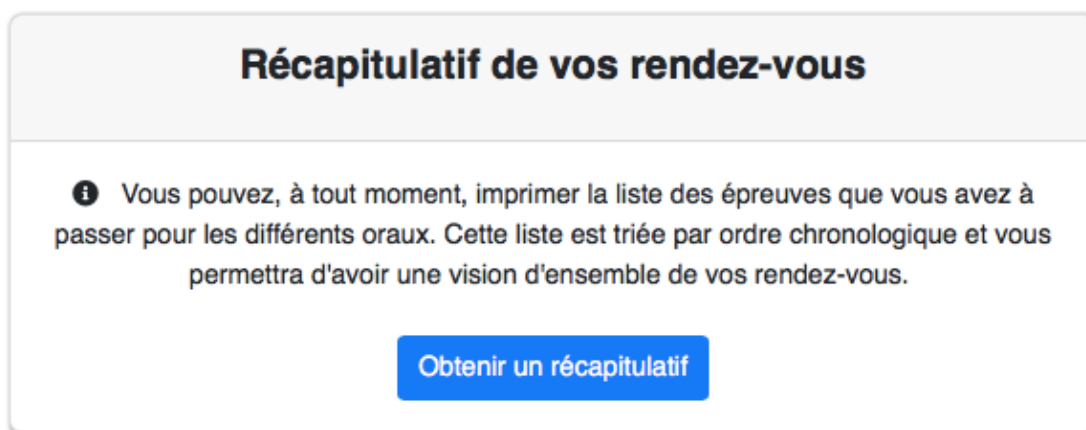 Récapitulatif de vos rendez-vous
Vous pouvez, à tout moment, imprimer la liste des épreuves que vous avez à
passer pour les différents oraux. Cette liste est triée par ordre chronologique et vous
permettra d'avoir une vision d'ensemble de vos rendez-vous.
Obtenir un récapitulatif